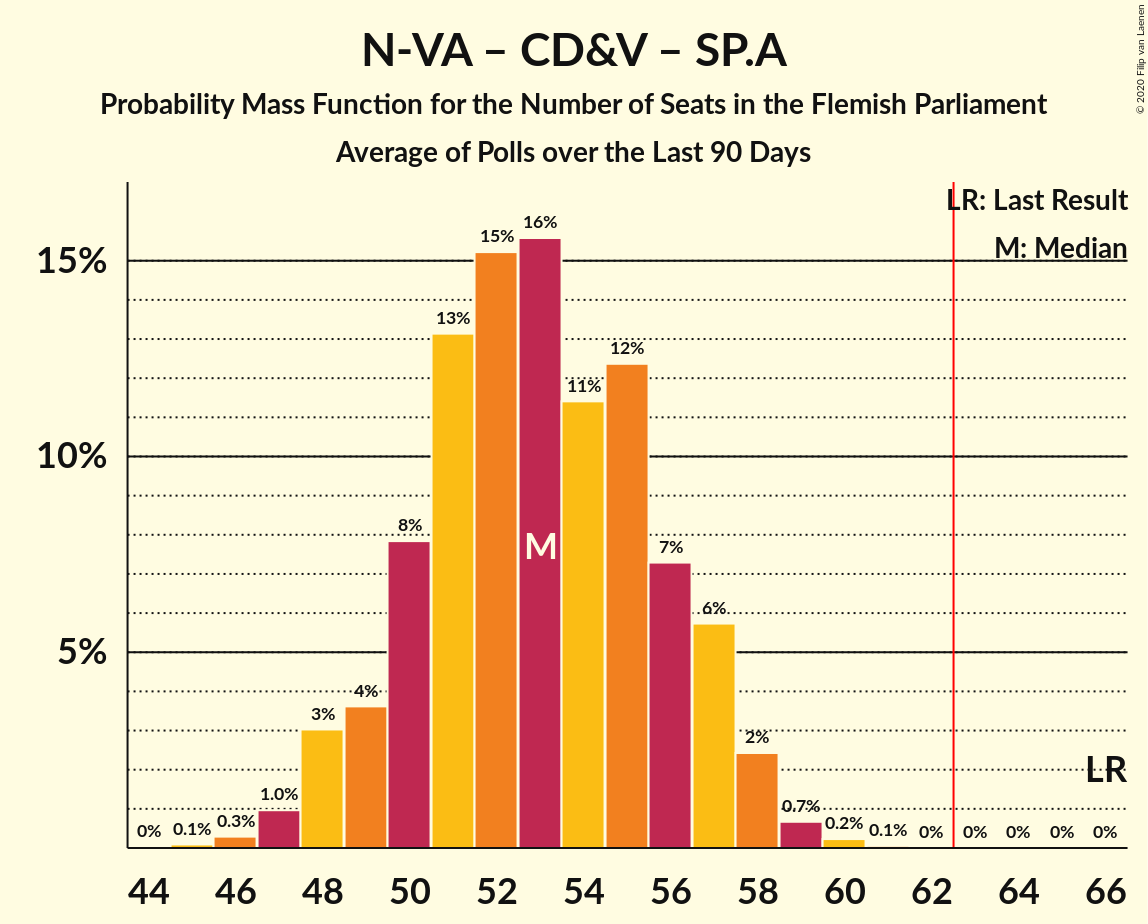 N-VA – CD&V – SP.A
Probability Mass Function for the Number of Seats in the Flemish Parliament
Average of Polls over the Last 90 Days
© 2020 Filip van Laenen
LR: Last Result
M: Median
15%
10%
5%
0% 0.1% 0.3% 1.0% 3% 4% 8% 13% 15% 16% 11% 12% 7% 6% 2% 0.7% 0.2% 0.1% 0% 0% 0% 0% 0%
M
LR
44 46 48 50 52 54 56 58 60 62 64 66